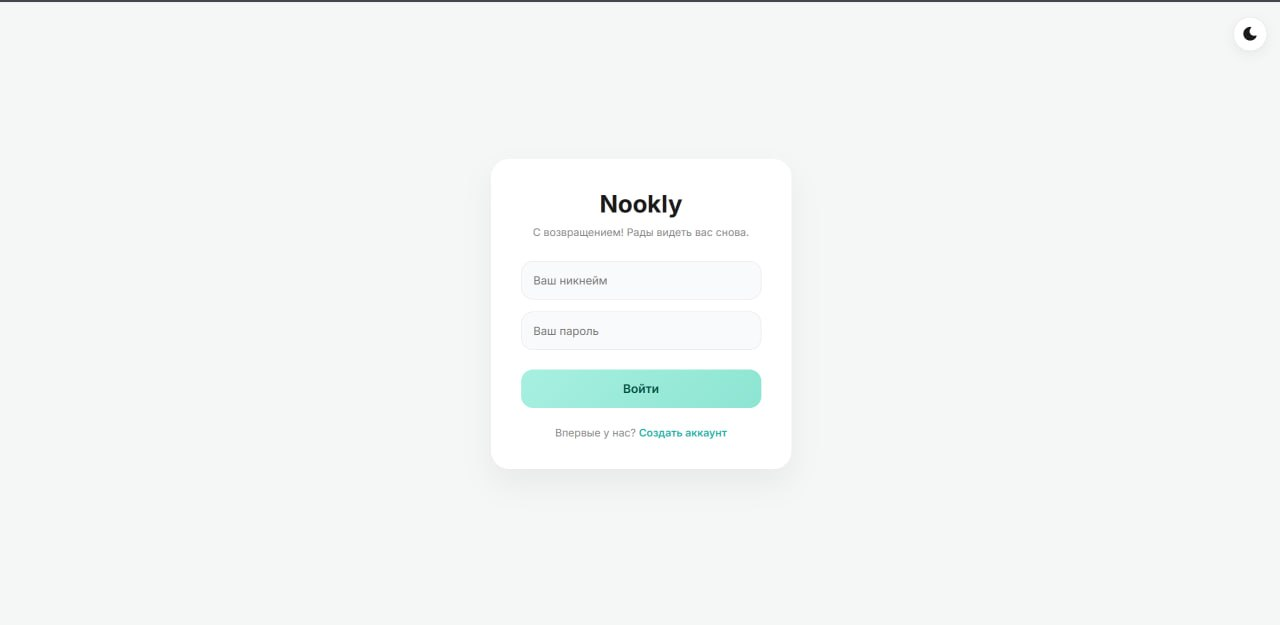 Nookly
С возвращением! Рады видеть вас снова.
Ваш никнейм
Ваш пароль
Войти
Впервые у нас? Создать аккаунт